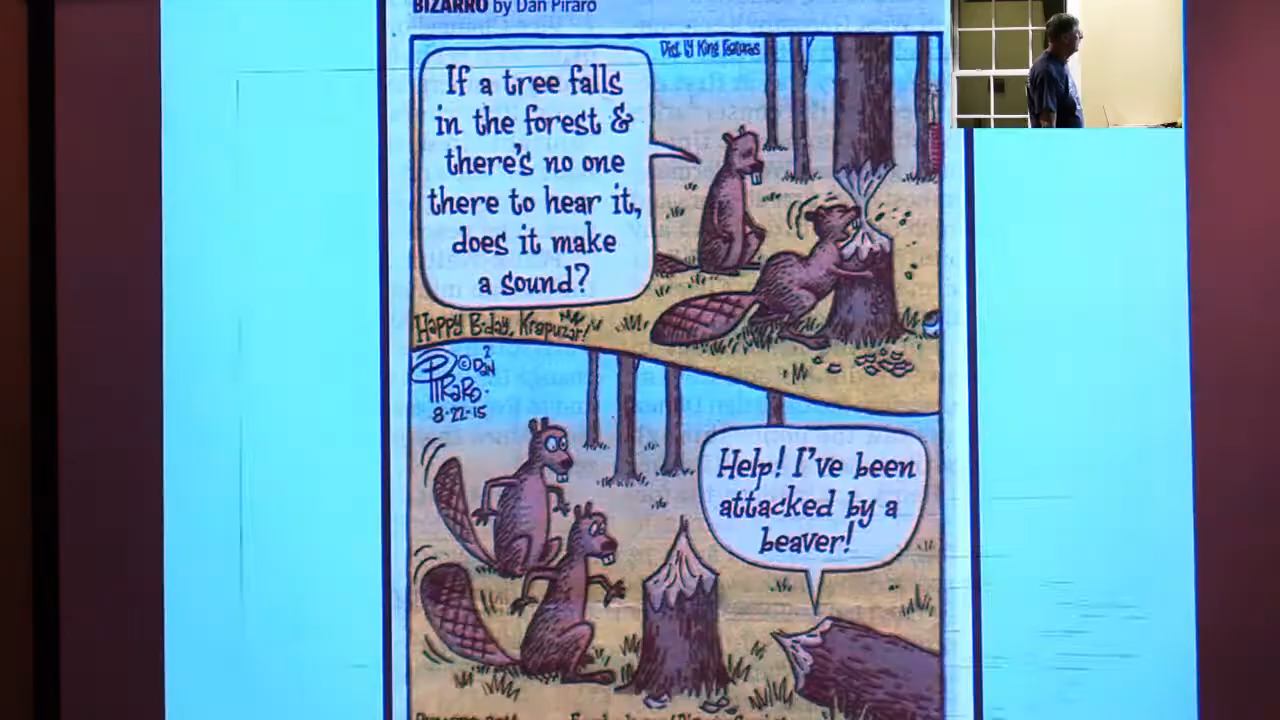 BIZARRO by Dan Piraro
Dist. by King Features
If a tree falls
in the forest &
there's no one
there to hear it,
does it make
a sound?
Happy B-day, Krapuzar!
© DAN
PIRARO.
8-22-15
Help! I've been
attacked by a
beaver!